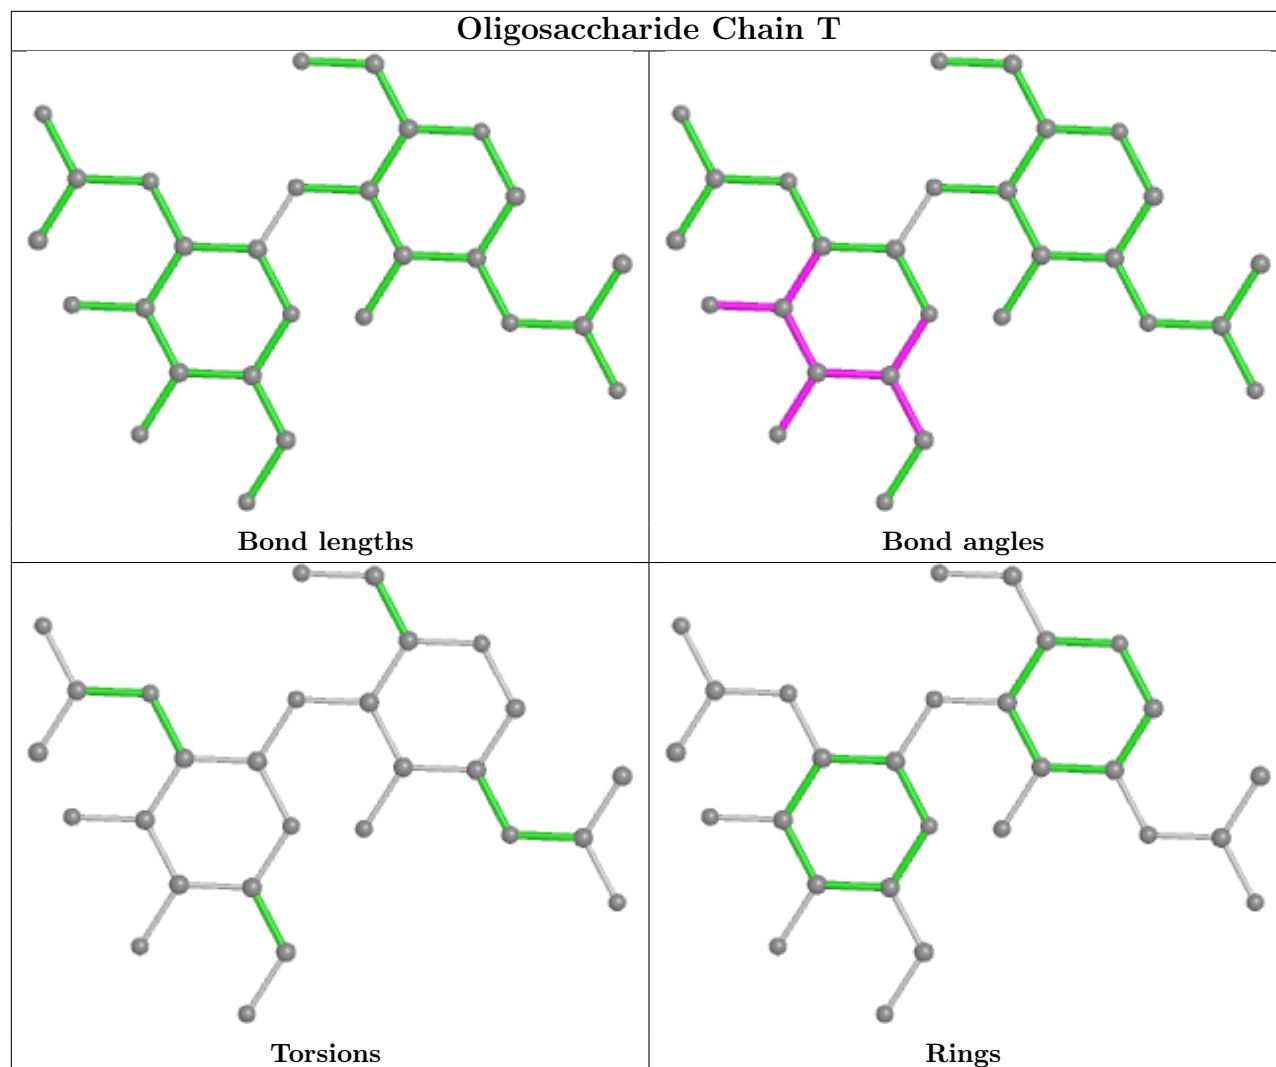 Oligosaccharide Chain T
Bond lengths
Bond angles
Torsions
Rings